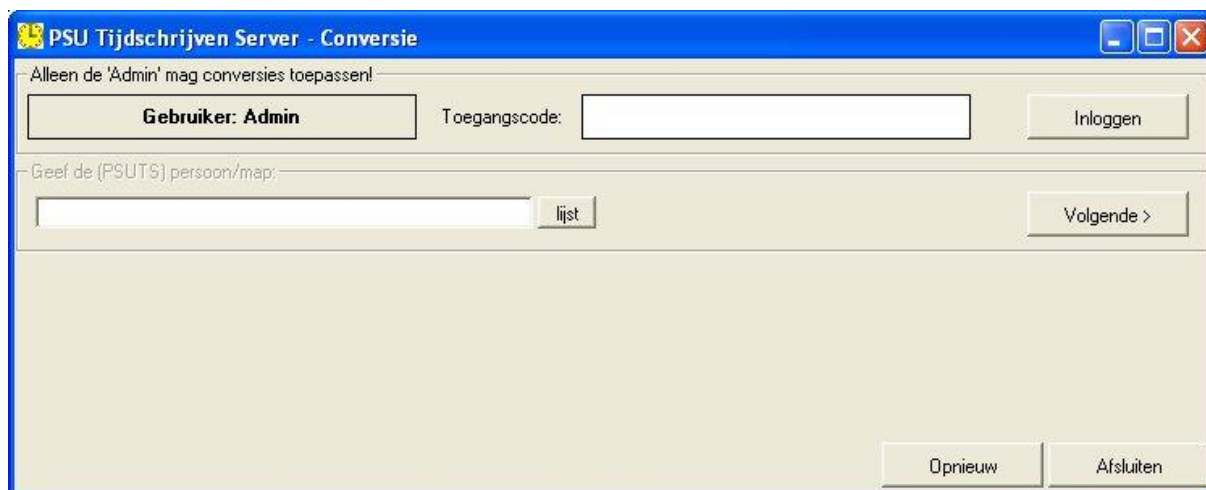 PSU Tijdschrijven Server - Conversie
Alleen de 'Admin' mag conversies toepassen!
Gebruiker: Admin Toegangscode: Inloggen
Geef de (PSUTS) persoon/map:
lijst Volgende >
Opnieuw Afsluiten